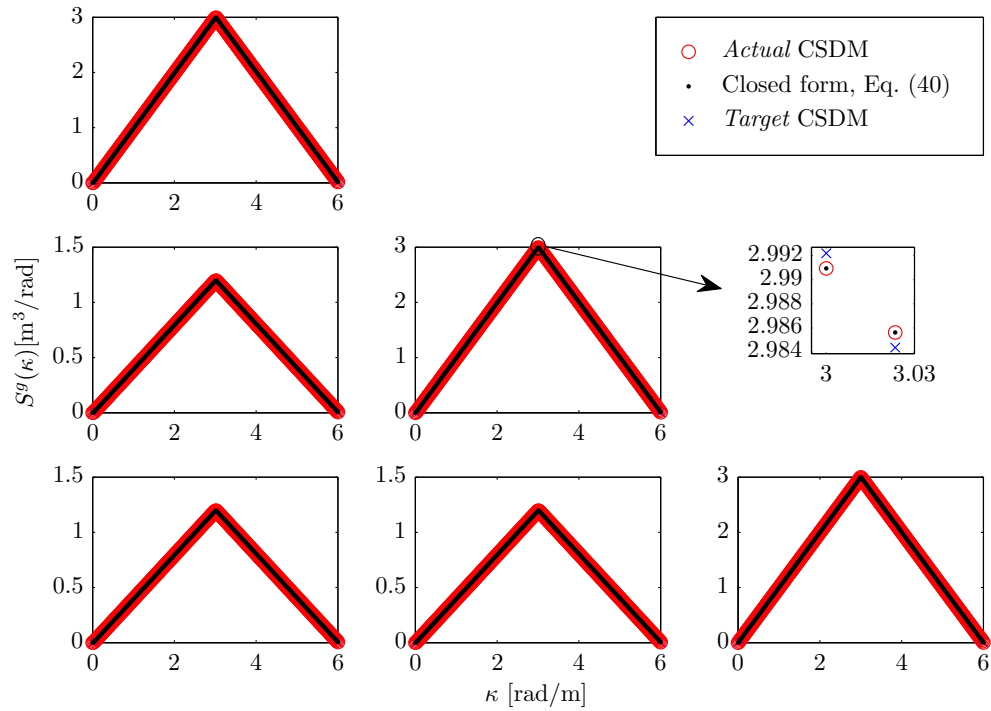 3
2
1
0
0 2 4 6
Actual CSDM
Closed form, Eq. (40)
Target CSDM
S^g(κ)[m^3/rad]
1.5
1
0.5
0
0 2 4 6
3
2
1
0
0 2 4 6
2.992
2.99
2.988
2.986
2.984
3 3.03
1.5
1
0.5
0
0 2 4 6
1.5
1
0.5
0
0 2 4 6
3
2
1
0
0 2 4 6
κ [rad/m]